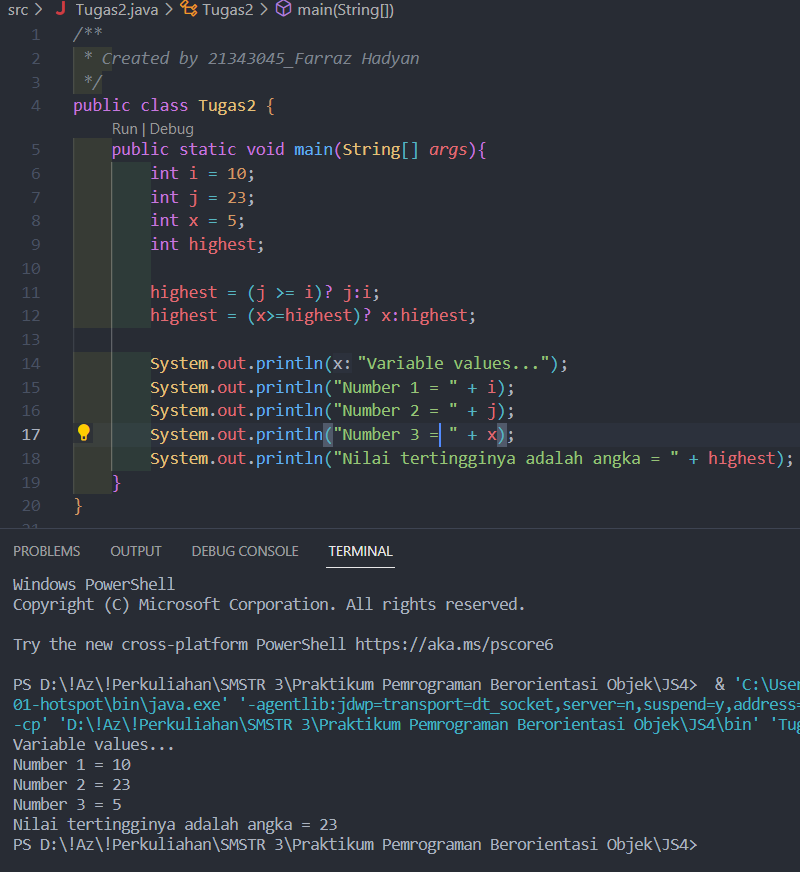 src > Tugas2.java > Tugas2 > main(String[])
1 /**
2  * Created by 21343045_Farraz Hadyan
3  */
4 public class Tugas2 {
Run | Debug
5     public static void main(String[] args){
6         int i = 10;
7         int j = 23;
8         int x = 5;
9         int highest;
10
11         highest = (j >= i)? j:i;
12         highest = (x>=highest)? x:highest;
13
14         System.out.println(x: "Variable values...");
15         System.out.println("Number 1 = " + i);
16         System.out.println("Number 2 = " + j);
17         System.out.println("Number 3 = " + x);
18         System.out.println("Nilai tertingginya adalah angka = " + highest);
19     }
20 }
21
PROBLEMS OUTPUT DEBUG CONSOLE TERMINAL
Windows PowerShell
Copyright (C) Microsoft Corporation. All rights reserved.
Try the new cross-platform PowerShell https://aka.ms/pscore6
PS D:\!Az\!Perkuliahan\SMSTR 3\Praktikum Pemrograman Berorientasi Objek\JS4>  & 'C:\User
01-hotspot\bin\java.exe' '-agentlib:jdwp=transport=dt_socket,server=n,suspend=y,address=
-cp' 'D:\!Az\!Perkuliahan\SMSTR 3\Praktikum Pemrograman Berorientasi Objek\JS4\bin' 'Tug
Variable values...
Number 1 = 10
Number 2 = 23
Number 3 = 5
Nilai tertingginya adalah angka = 23
PS D:\!Az\!Perkuliahan\SMSTR 3\Praktikum Pemrograman Berorientasi Objek\JS4>